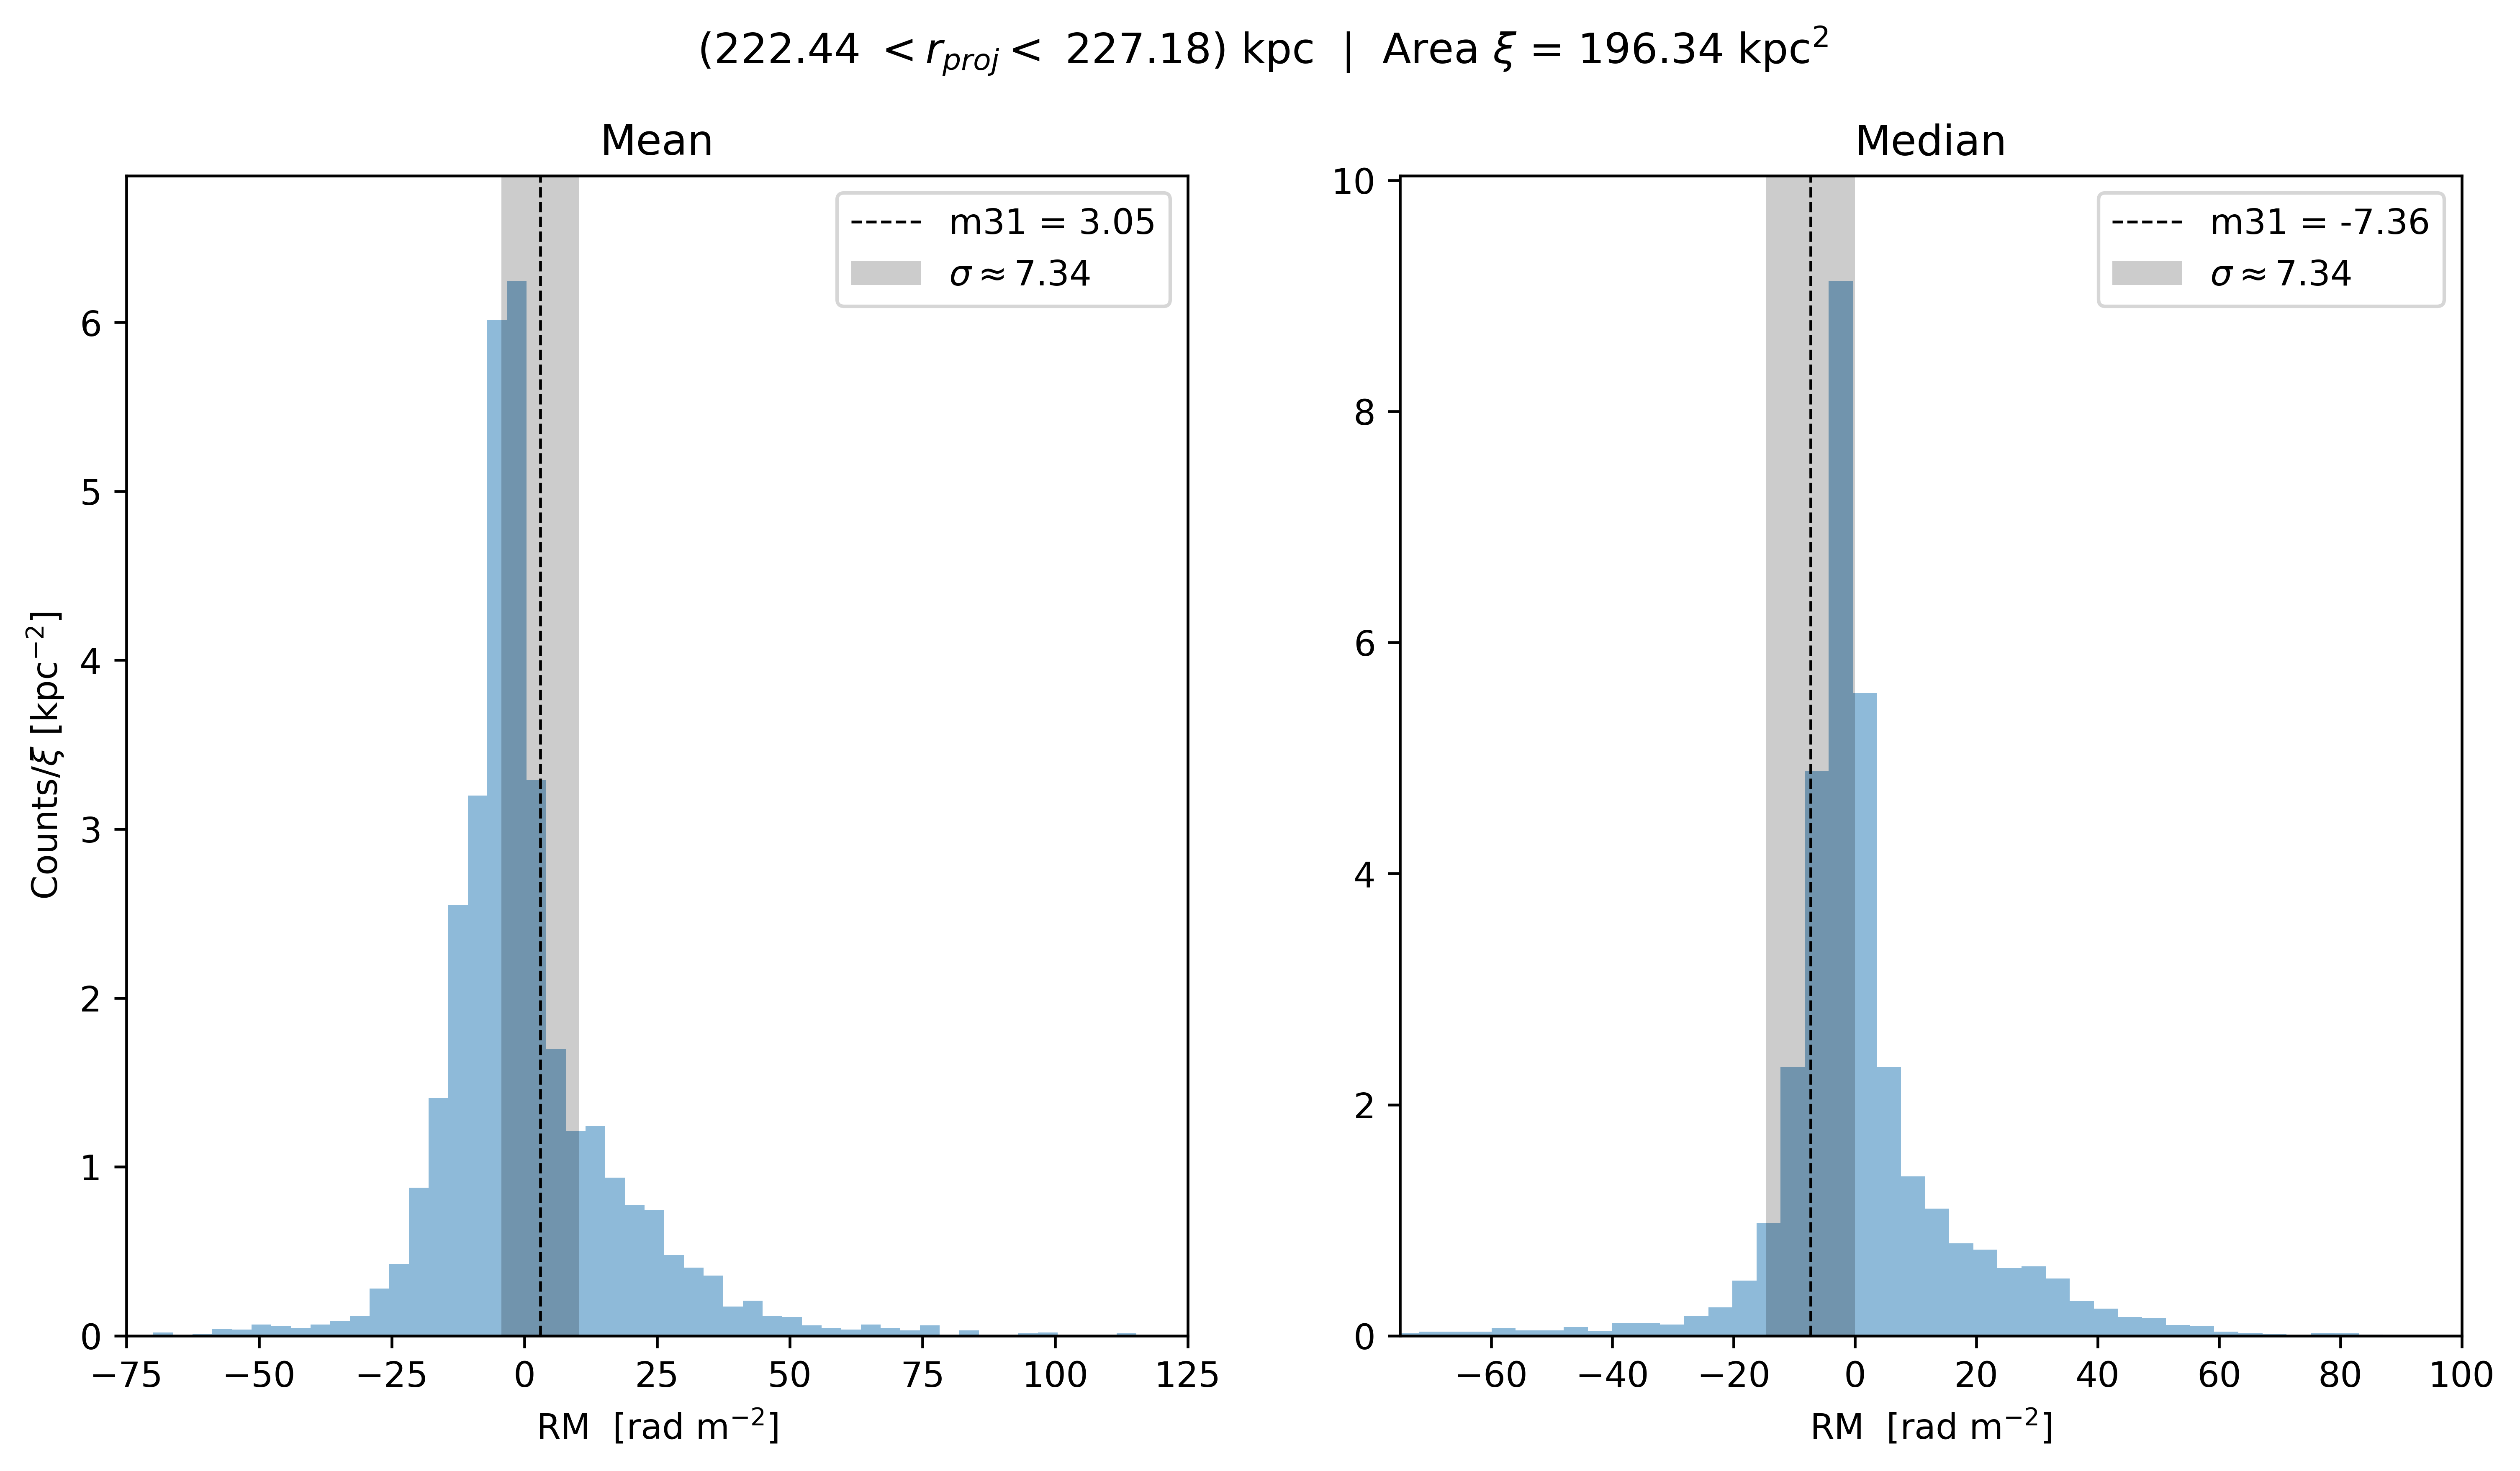 (222.44 < r_proj < 227.18) kpc | Area ξ = 196.34 kpc²
Mean
m31 = 3.05
σ ≈ 7.34
Counts/ξ [kpc⁻²]
6
5
4
3
2
1
0
−75 −50 −25 0 25 50 75 100 125
RM [rad m⁻²]
Median
m31 = -7.36
σ ≈ 7.34
10
8
6
4
2
0
−60 −40 −20 0 20 40 60 80 100
RM [rad m⁻²]